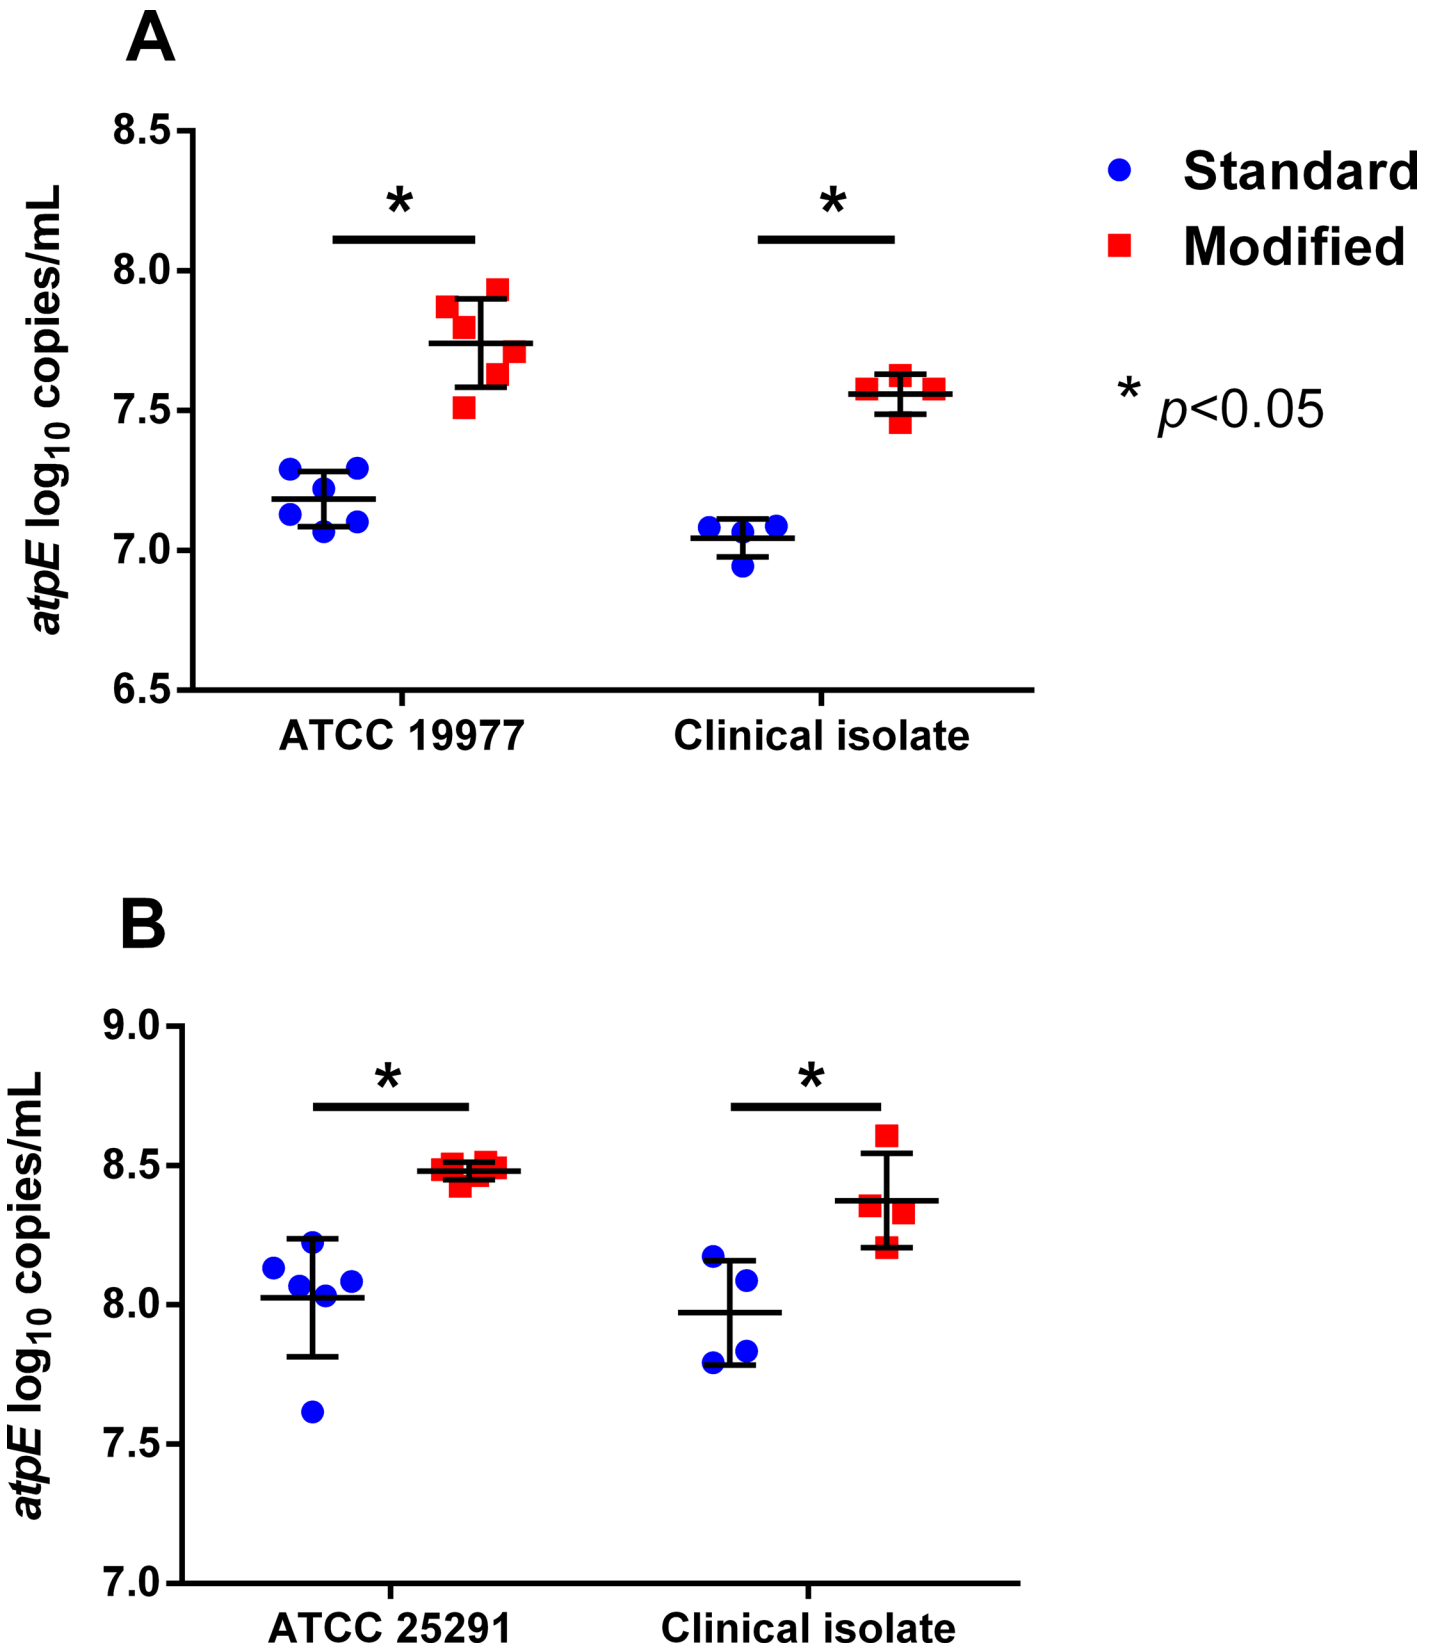 A
8.5
8.0
7.5
7.0
6.5
atpE log10 copies/mL
*
*
ATCC 19977
Clinical isolate
Standard
Modified
* p<0.05
B
9.0
8.5
8.0
7.5
7.0
atpE log10 copies/mL
*
*
ATCC 25291
Clinical isolate